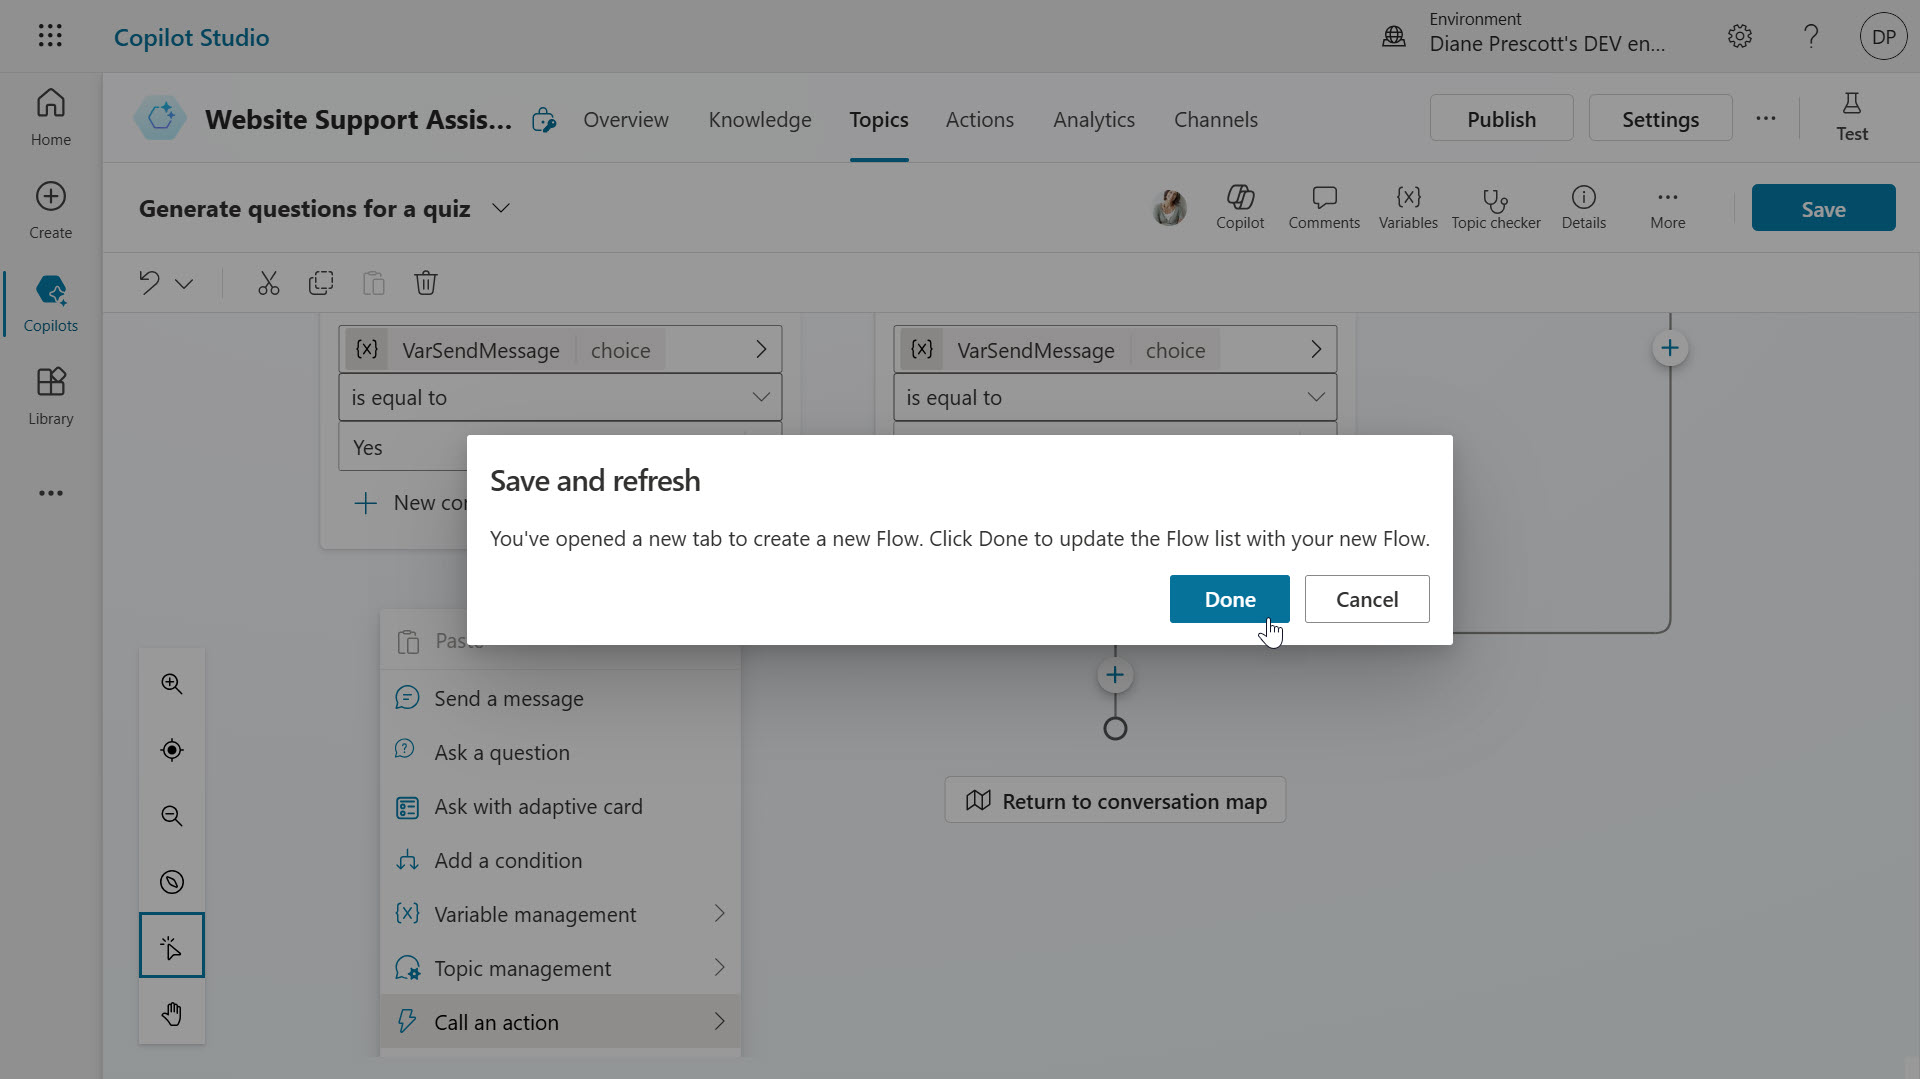 Copilot Studio
Environment
Diane Prescott's DEV en...
DP
Home
Create
Copilots
Library
Website Support Assis...
Overview
Knowledge
Topics
Actions
Analytics
Channels
Publish
Settings
Test
Generate questions for a quiz
Copilot
Comments
{x}
Variables
Topic checker
Details
More
Save
{x} VarSendMessage choice
is equal to
Yes
New con
{x} VarSendMessage choice
is equal to
Save and refresh
You've opened a new tab to create a new Flow. Click Done to update the Flow list with your new Flow.
Done
Cancel
Paste
Send a message
Ask a question
Ask with adaptive card
Add a condition
{x} Variable management
Topic management
Call an action
Return to conversation map